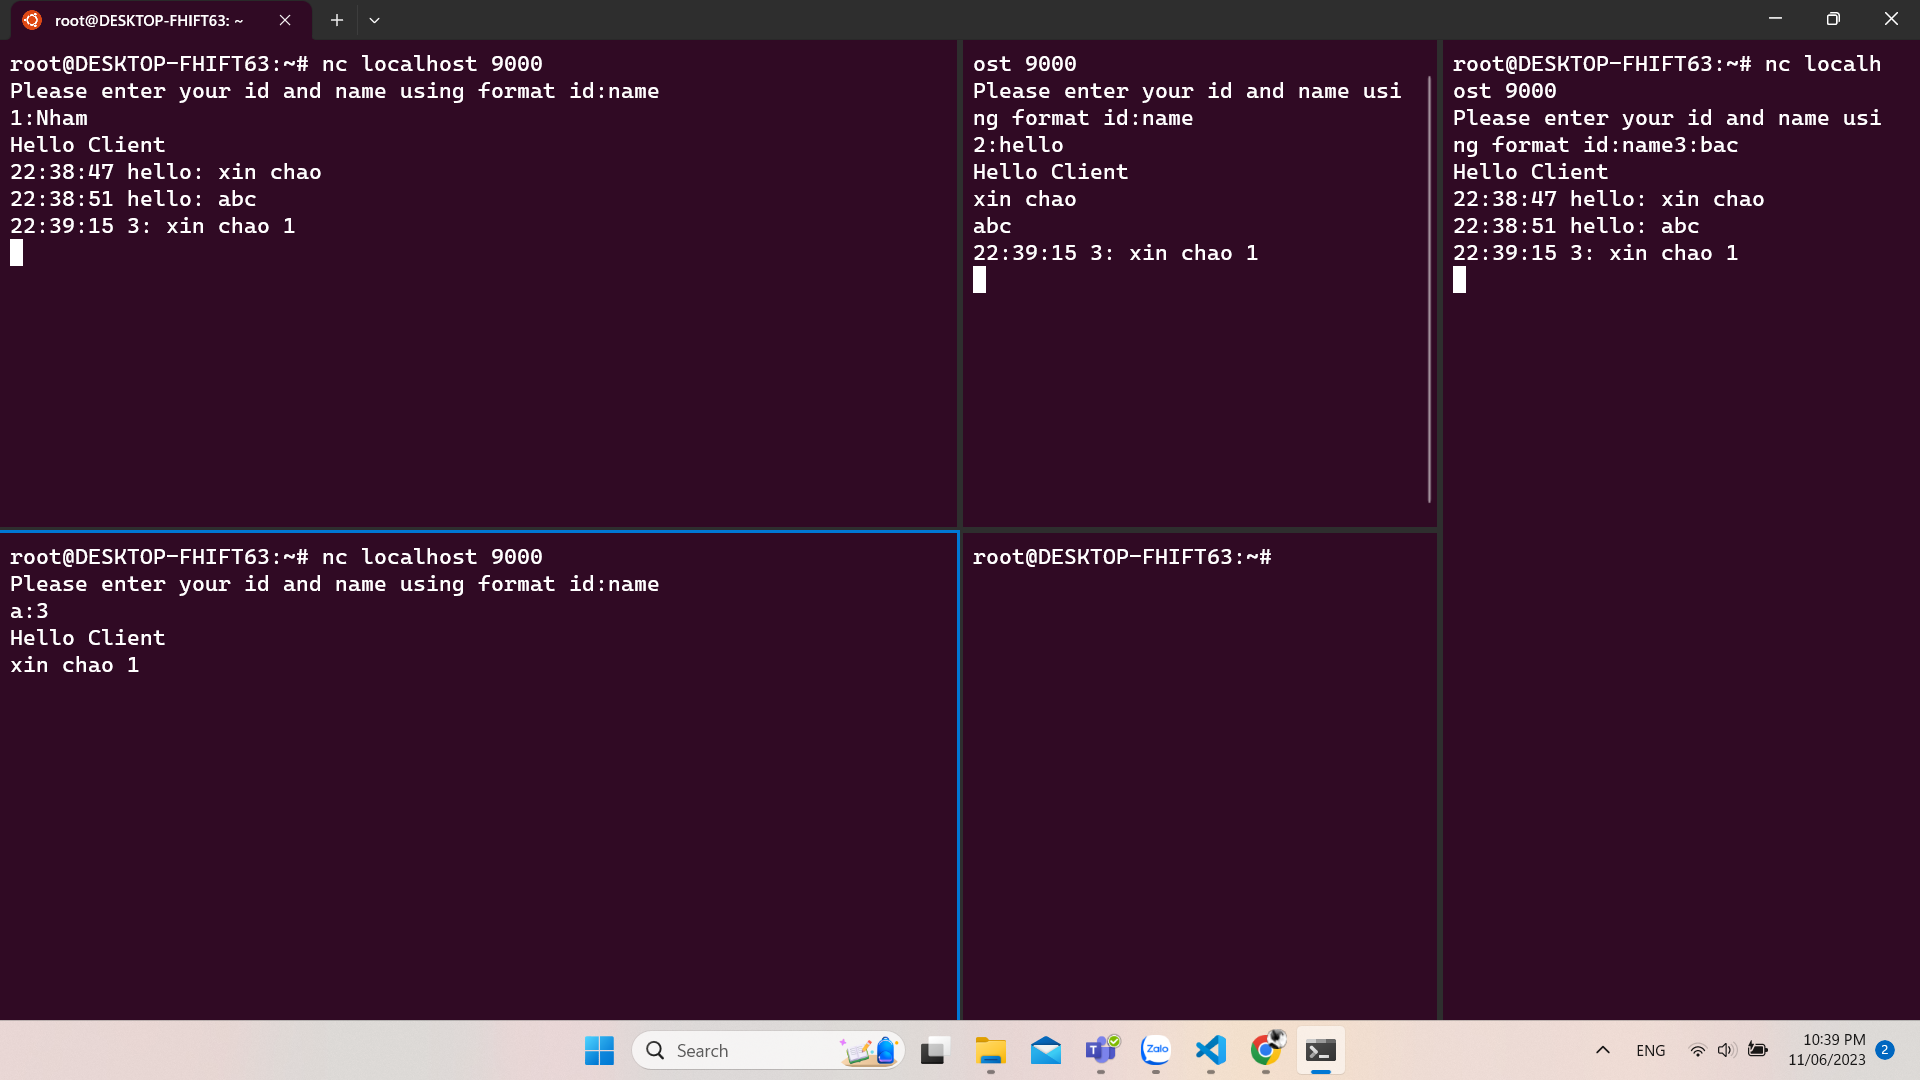 root@DESKTOP-FHIFT63: ~
root@DESKTOP-FHIFT63:~# nc localhost 9000
Please enter your id and name using format id:name
1:Nham
Hello Client
22:38:47 hello: xin chao
22:38:51 hello: abc
22:39:15 3: xin chao 1
ost 9000
Please enter your id and name usi
ng format id:name
2:hello
Hello Client
xin chao
abc
22:39:15 3: xin chao 1
root@DESKTOP-FHIFT63:~# nc localh
ost 9000
Please enter your id and name usi
ng format id:name3:bac
Hello Client
22:38:47 hello: xin chao
22:38:51 hello: abc
22:39:15 3: xin chao 1
root@DESKTOP-FHIFT63:~# nc localhost 9000
Please enter your id and name using format id:name
a:3
Hello Client
xin chao 1
root@DESKTOP-FHIFT63:~#
Search
Zalo
ENG
10:39 PM
11/06/2023
2